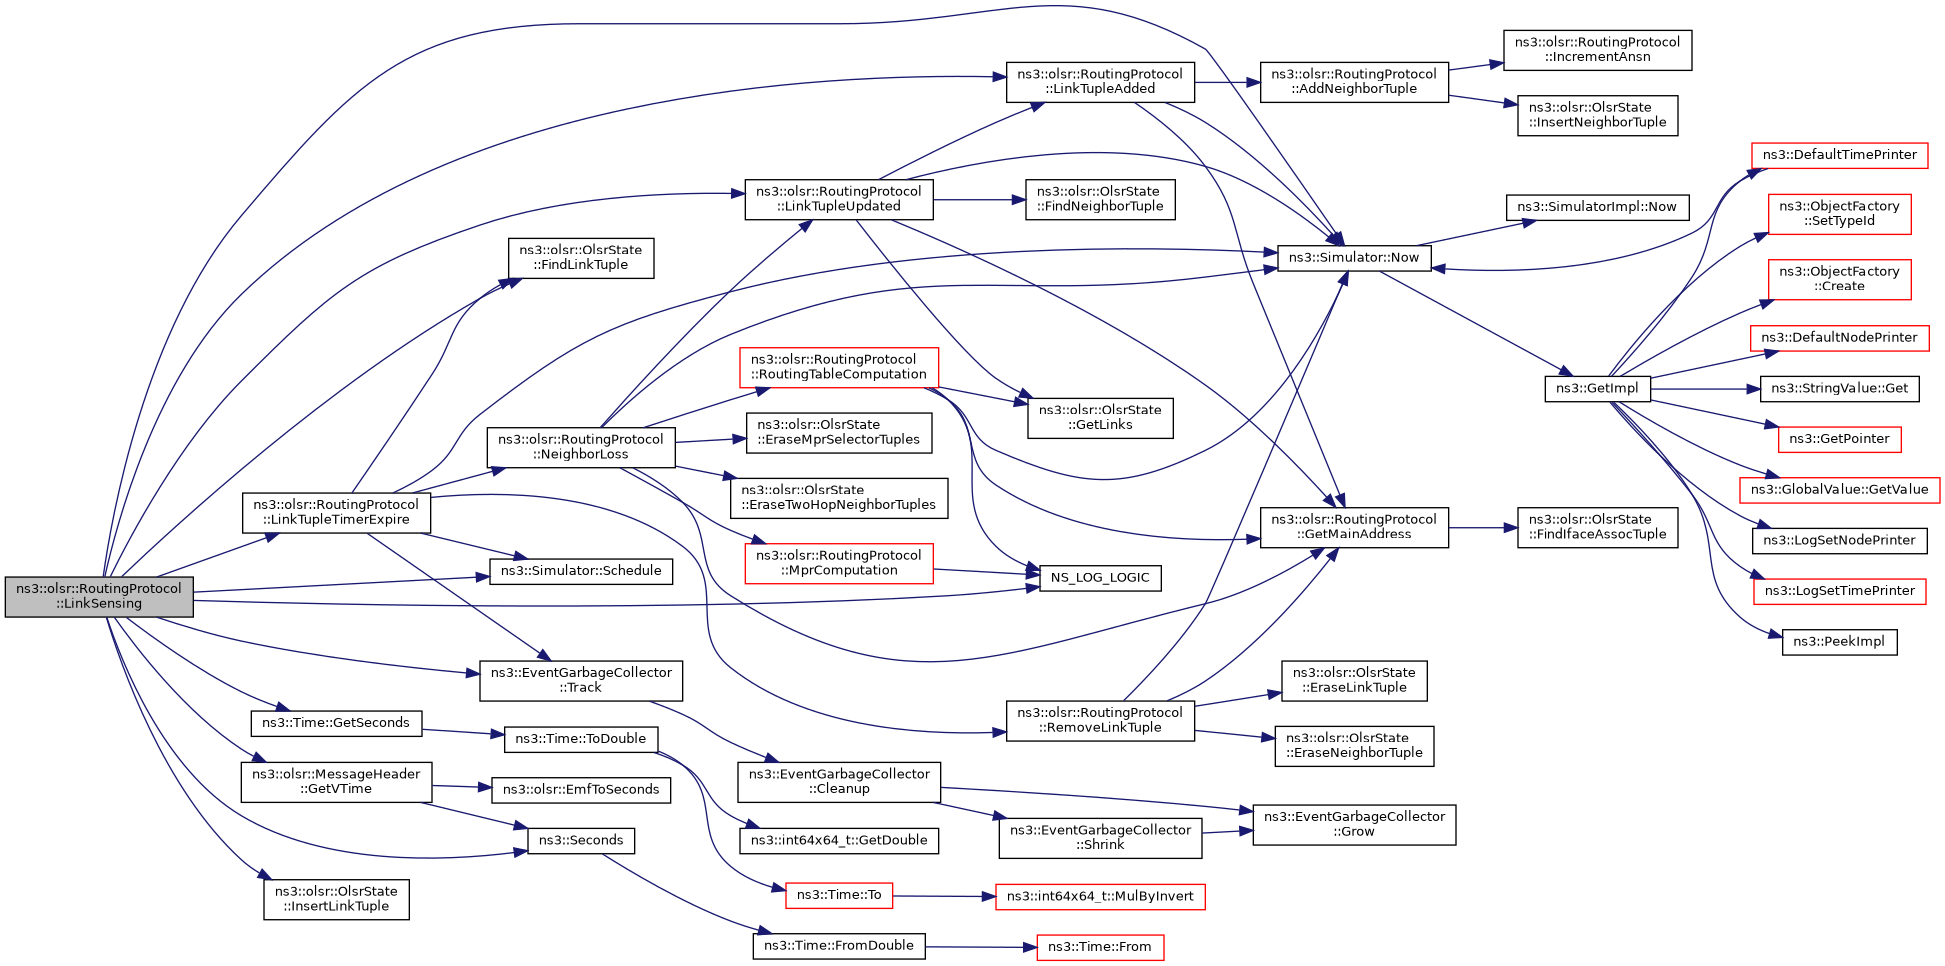 ns3::olsr::RoutingProtocol
::LinkSensing
ns3::olsr::RoutingProtocol
::LinkTupleTimerExpire
ns3::Time::GetSeconds
ns3::olsr::MessageHeader
::GetVTime
ns3::olsr::OlsrState
::InsertLinkTuple
ns3::olsr::OlsrState
::FindLinkTuple
ns3::olsr::RoutingProtocol
::NeighborLoss
ns3::Simulator::Schedule
ns3::EventGarbageCollector
::Track
ns3::Time::ToDouble
ns3::olsr::EmfToSeconds
ns3::Seconds
ns3::olsr::RoutingProtocol
::LinkTupleUpdated
ns3::olsr::RoutingProtocol
::RoutingTableComputation
ns3::olsr::OlsrState
::EraseMprSelectorTuples
ns3::olsr::OlsrState
::EraseTwoHopNeighborTuples
ns3::olsr::RoutingProtocol
::MprComputation
ns3::EventGarbageCollector
::Cleanup
ns3::int64x64_t::GetDouble
ns3::Time::To
ns3::Time::FromDouble
ns3::olsr::RoutingProtocol
::LinkTupleAdded
ns3::olsr::OlsrState
::FindNeighborTuple
ns3::olsr::OlsrState
::GetLinks
NS_LOG_LOGIC
ns3::olsr::RoutingProtocol
::RemoveLinkTuple
ns3::EventGarbageCollector
::Shrink
ns3::int64x64_t::MulByInvert
ns3::Time::From
ns3::olsr::RoutingProtocol
::AddNeighborTuple
ns3::Simulator::Now
ns3::olsr::RoutingProtocol
::GetMainAddress
ns3::olsr::OlsrState
::EraseLinkTuple
ns3::olsr::OlsrState
::EraseNeighborTuple
ns3::EventGarbageCollector
::Grow
ns3::olsr::RoutingProtocol
::IncrementAnsn
ns3::olsr::OlsrState
::InsertNeighborTuple
ns3::SimulatorImpl::Now
ns3::GetImpl
ns3::olsr::OlsrState
::FindIfaceAssocTuple
ns3::DefaultTimePrinter
ns3::ObjectFactory
::SetTypeId
ns3::ObjectFactory
::Create
ns3::DefaultNodePrinter
ns3::StringValue::Get
ns3::GetPointer
ns3::GlobalValue::GetValue
ns3::LogSetNodePrinter
ns3::LogSetTimePrinter
ns3::PeekImpl